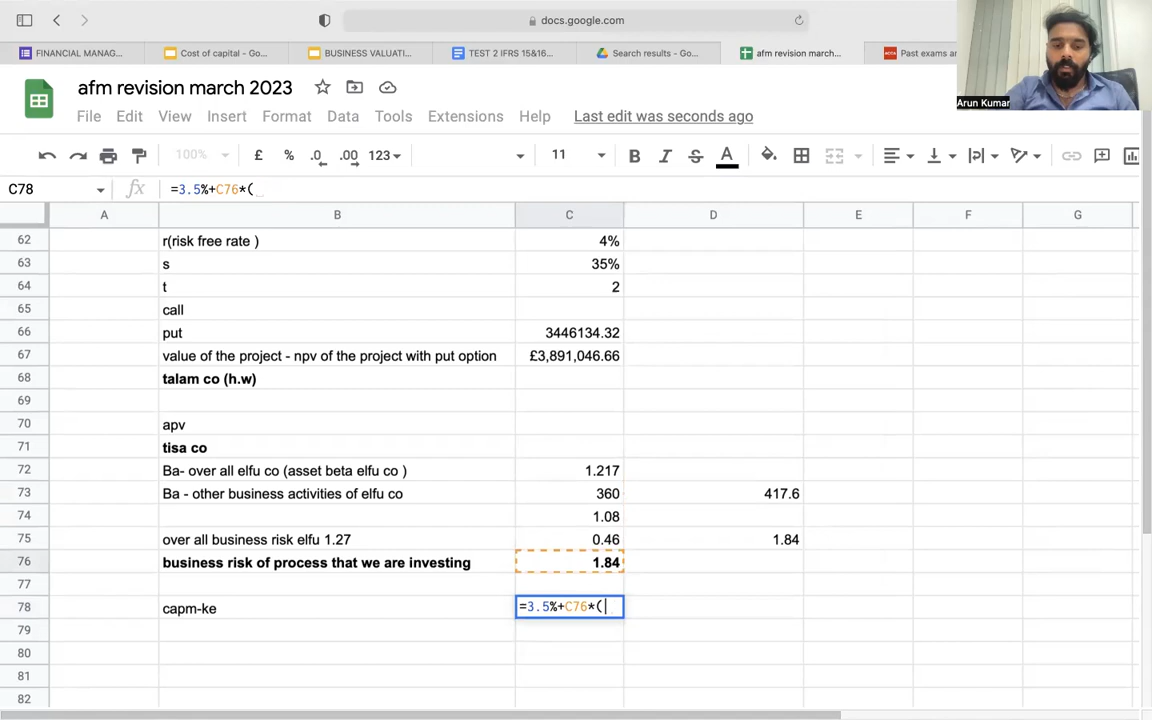 docs.google.com
FINANCIAL MANAG...
Cost of capital - Go...
BUSINESS VALUATI...
TEST 2 IFRS 15&16...
Search results - Go...
afm revision march...
ACCA
Past exams an
Arun Kumar
afm revision march 2023
File Edit View Insert Format Data Tools Extensions Help Last edit was seconds ago
100% £ % .0 .00 123 11 B I S A
C78 fx =3.5%+C76*(
A B C D E F G
62 r(risk free rate ) 4%
63 s 35%
64 t 2
65 call
66 put 3446134.32
67 value of the project - npv of the project with put option £3,891,046.66
68 talam co (h.w)
69
70 apv
71 tisa co
72 Ba- over all elfu co (asset beta elfu co ) 1.217
73 Ba - other business activities of elfu co 360 417.6
74 1.08
75 over all business risk elfu 1.27 0.46 1.84
76 business risk of process that we are investing 1.84
77
78 capm-ke =3.5%+C76*(
79
80
81
82